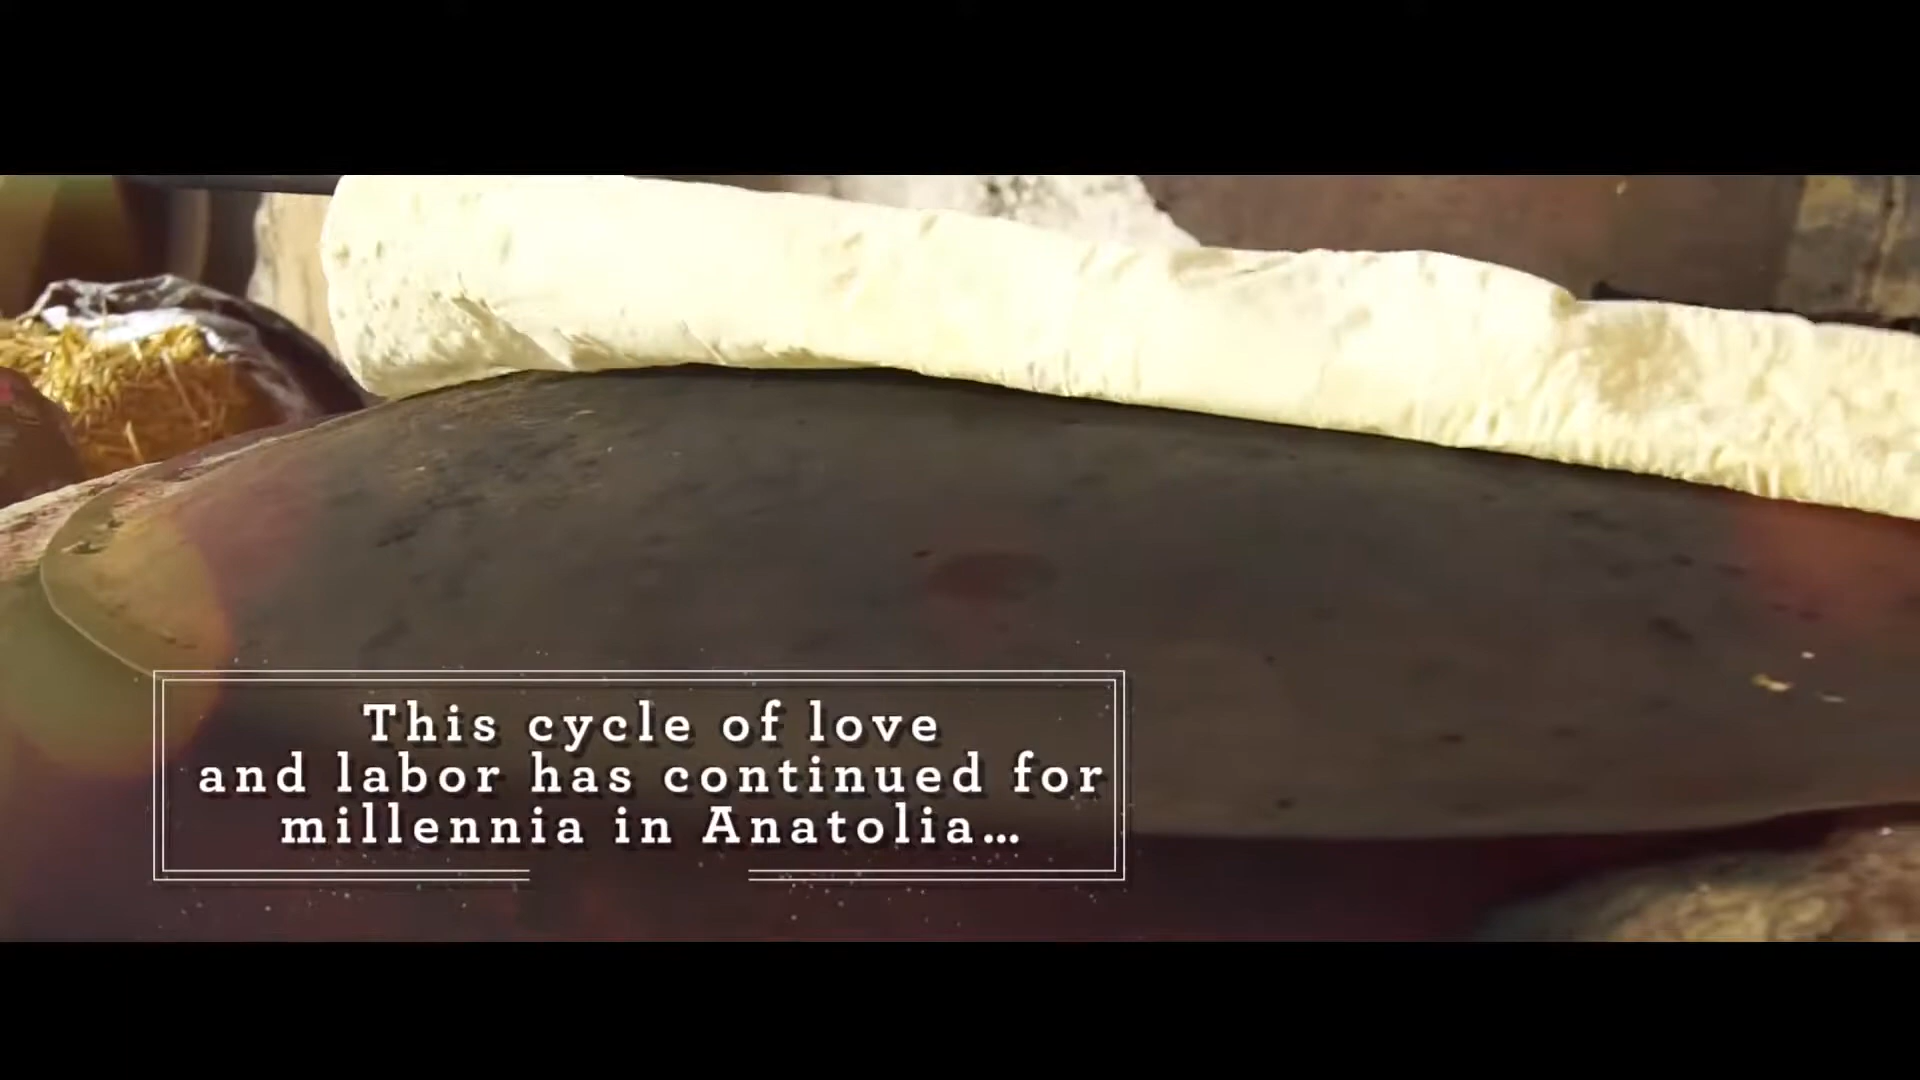 This cycle of love
and labor has continued for
millennia in Anatolia...